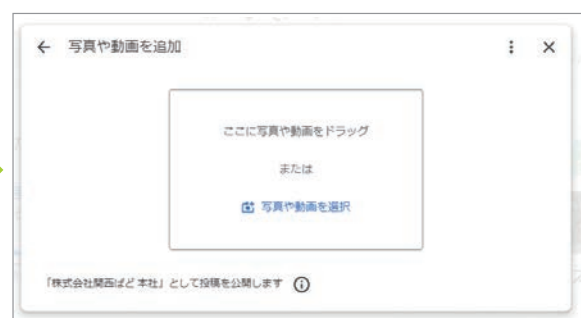 写真や動画を追加
ここに写真や動画をドラッグ
または
写真や動画を選択
「株式会社関西ぱど 本社」として投稿を公開します